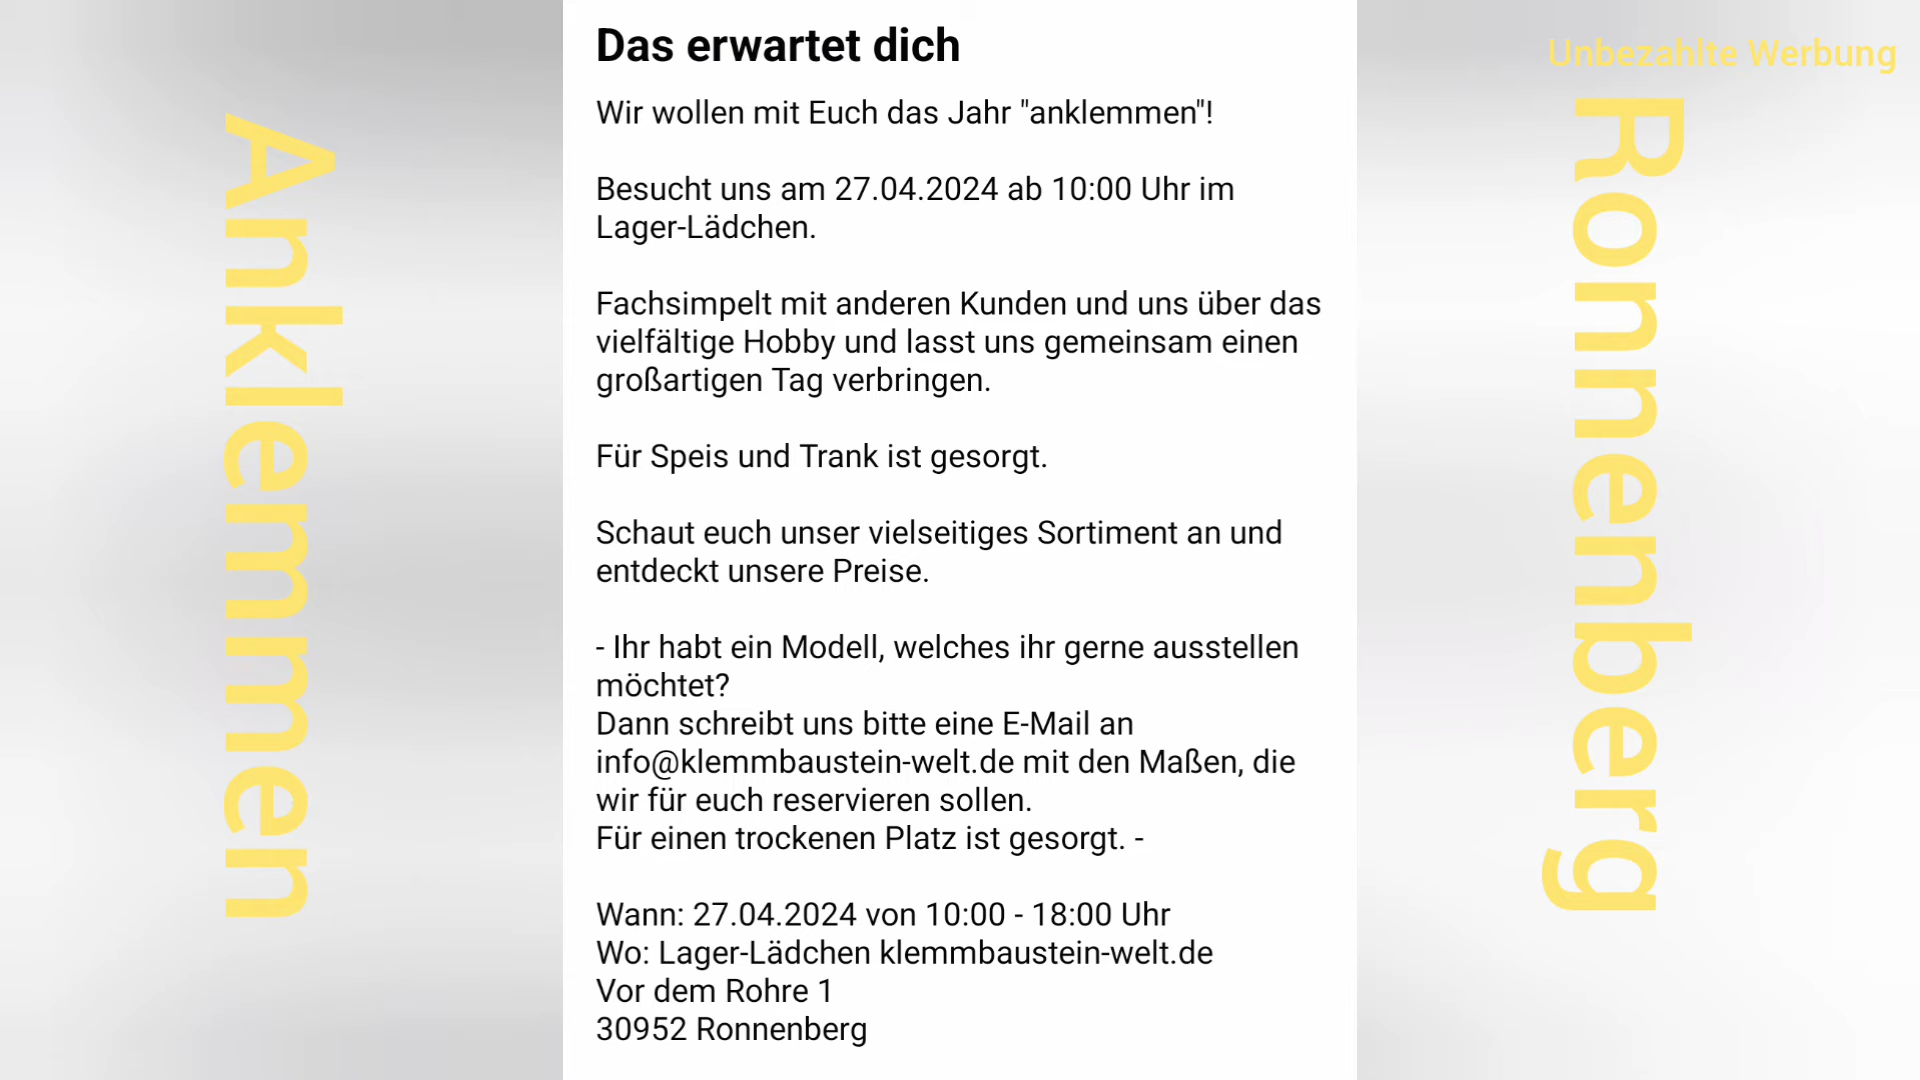 Unbezahlte Werbung
Anklemmen
Das erwartet dich
Wir wollen mit Euch das Jahr "anklemmen"!
Besucht uns am 27.04.2024 ab 10:00 Uhr im
Lager-Lädchen.
Fachsimpelt mit anderen Kunden und uns über das
vielfältige Hobby und lasst uns gemeinsam einen
großartigen Tag verbringen.
Für Speis und Trank ist gesorgt.
Schaut euch unser vielseitiges Sortiment an und
entdeckt unsere Preise.
- Ihr habt ein Modell, welches ihr gerne ausstellen
möchtet?
Dann schreibt uns bitte eine E-Mail an
info@klemmbaustein-welt.de mit den Maßen, die
wir für euch reservieren sollen.
Für einen trockenen Platz ist gesorgt. -
Wann: 27.04.2024 von 10:00 - 18:00 Uhr
Wo: Lager-Lädchen klemmbaustein-welt.de
Vor dem Rohre 1
30952 Ronnenberg
Ronnenberg